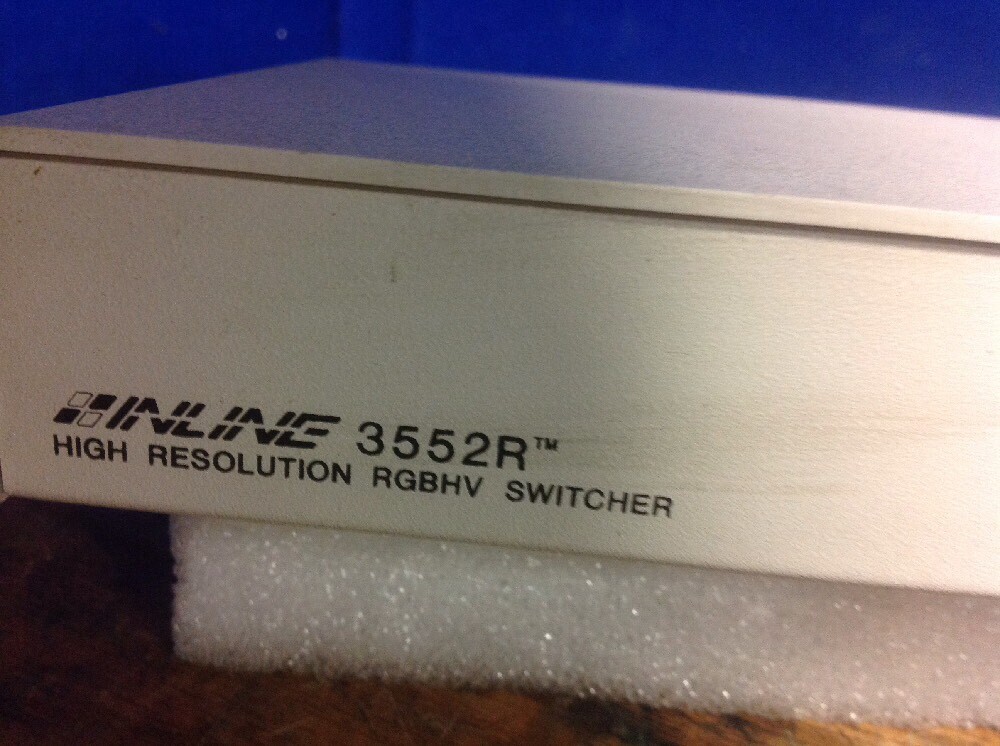 INLINE 3552R™
HIGH RESOLUTION RGBHV SWITCHER